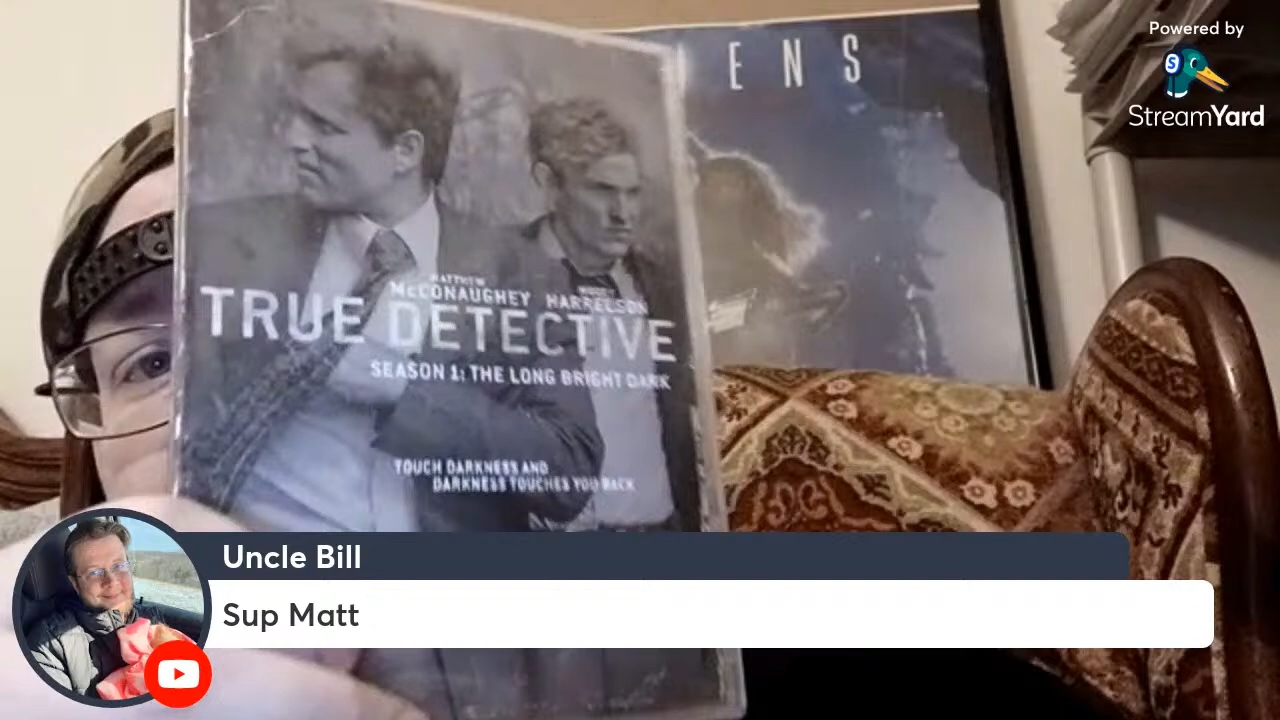 ENS
Powered by
StreamYard
MATTHEW
McCONAUGHEY HARRELSON
TRUE DETECTIVE
SEASON 1: THE LONG BRIGHT DARK
TOUCH DARKNESS AND
DARKNESS TOUCHES YOU BACK
Uncle Bill
Sup Matt